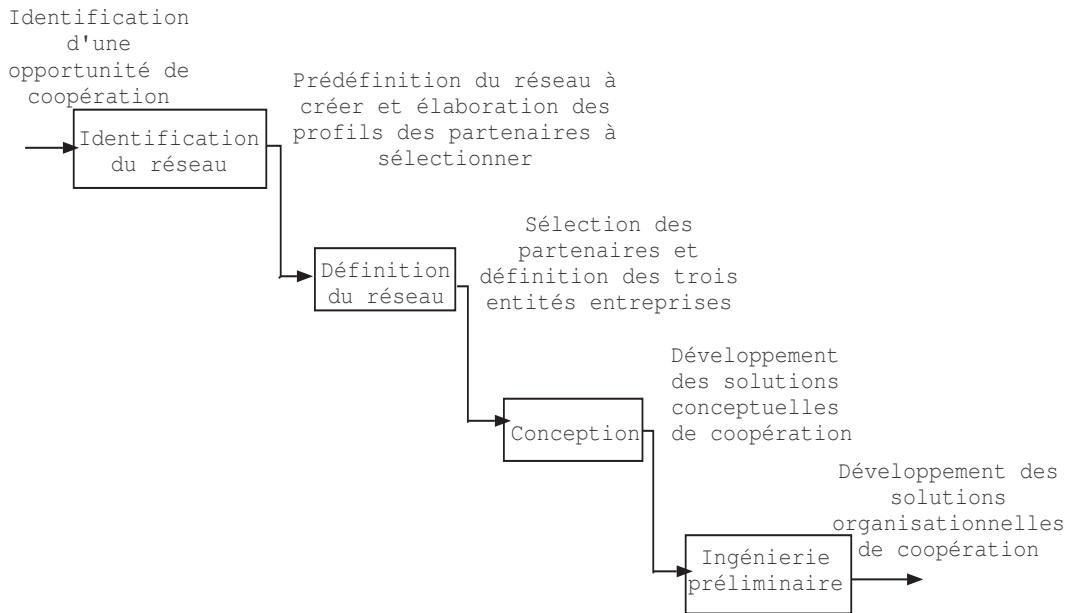 Identification
d'une
opportunité de
coopération
Identification
du réseau
Prédéfinition du réseau à
créer et élaboration des
profils des partenaires à
sélectionner
Définition
du réseau
Sélection des
partenaires et
définition des trois
entités entreprises
Conception
Développement
des solutions
conceptuelles
de coopération
Ingénierie
préliminaire
Développement des
solutions
organisationnelles
de coopération